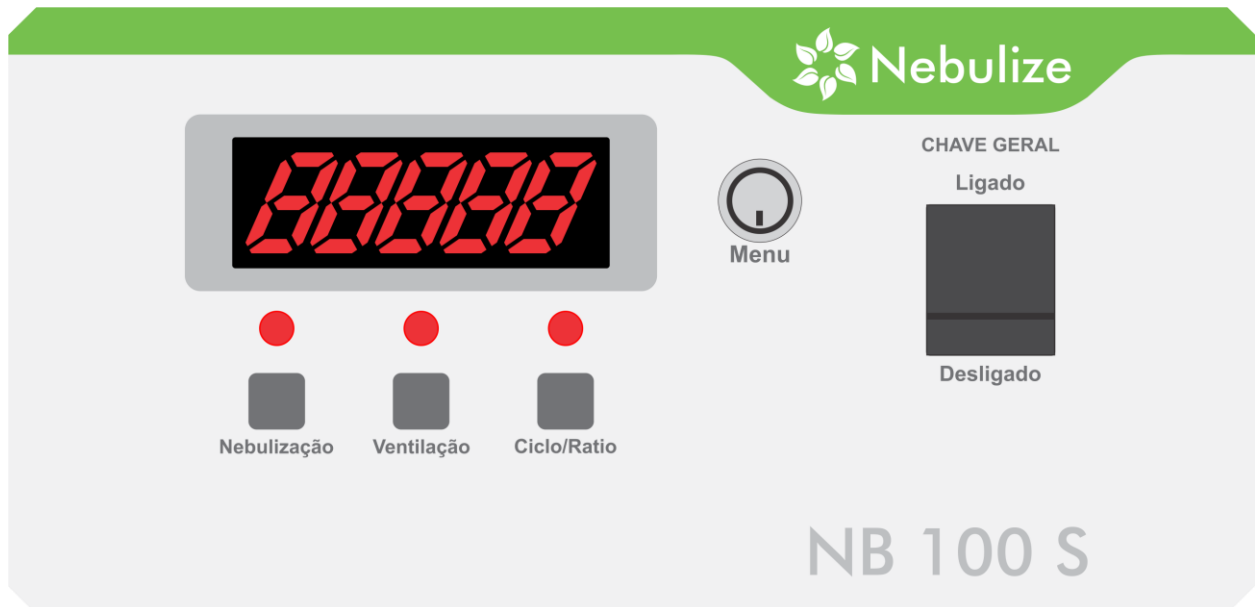 Nebulize
CHAVE GERAL
Ligado
Menu
Desligado
Nebulização
Ventilação
Ciclo/Ratio
NB 100 S